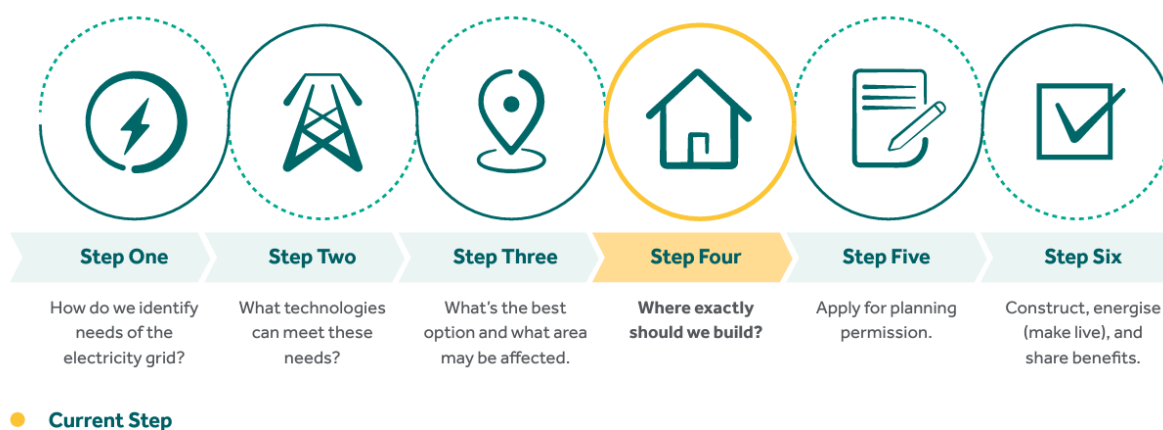 Step One
How do we identify
needs of the
electricity grid?
Step Two
What technologies
can meet these
needs?
Step Three
What's the best
option and what area
may be affected.
Step Four
Where exactly
should we build?
Step Five
Apply for planning
permission.
Step Six
Construct, energise
(make live), and
share benefits.
Current Step